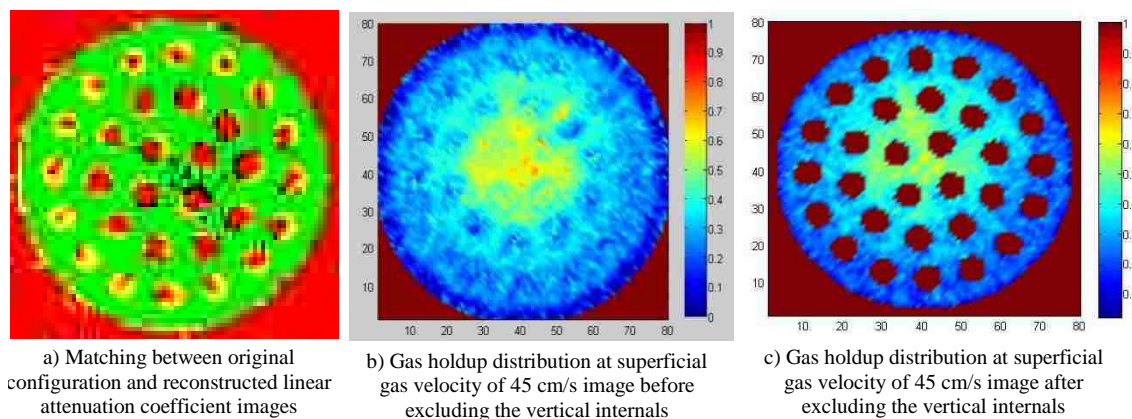 80
70
60
50
40
30
20
10
10 20 30 40 50 60 70 80
1
0.9
0.8
0.7
0.6
0.5
0.4
0.3
0.2
0.1
0
80
70
60
50
40
30
20
10
10 20 30 40 50 60 70 80
1
a) Matching between original
configuration and reconstructed linear
attenuation coefficient images
b) Gas holdup distribution at superficial
gas velocity of 45 cm/s image before
excluding the vertical internals
c) Gas holdup distribution at superficial
gas velocity of 45 cm/s image after
excluding the vertical internals